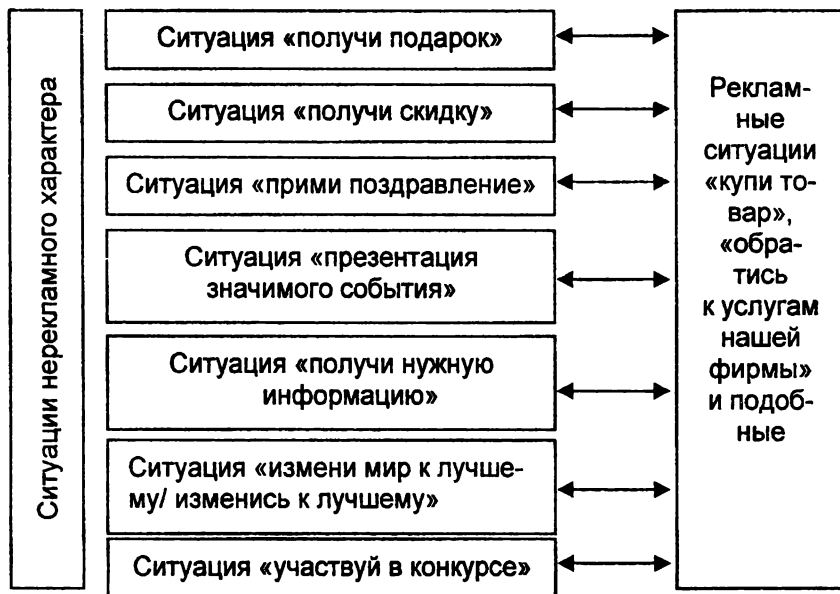 Ситуации нерекламного характера
Ситуация «получи подарок»
Ситуация «получи скидку»
Ситуация «прими поздравление»
Ситуация «презентация
значимого события»
Ситуация «получи нужную
информацию»
Ситуация «измени мир к лучше-
му/ изменись к лучшему»
Ситуация «участвуй в конкурсе»
Реклам-
ные
ситуации
«купи то-
вар»,
«обра-
тись
к услугам
нашей
фирмы»
и подоб-
ные